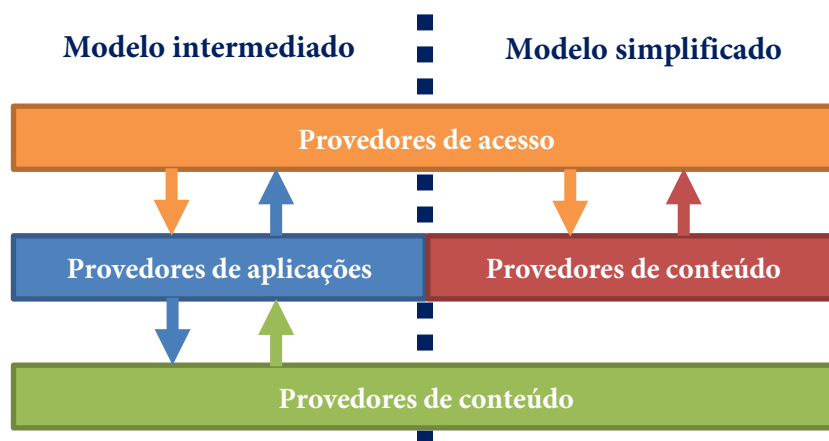 Modelo intermediado
Modelo simplificado
Provedores de acesso
Provedores de aplicações
Provedores de conteúdo
Provedores de conteúdo